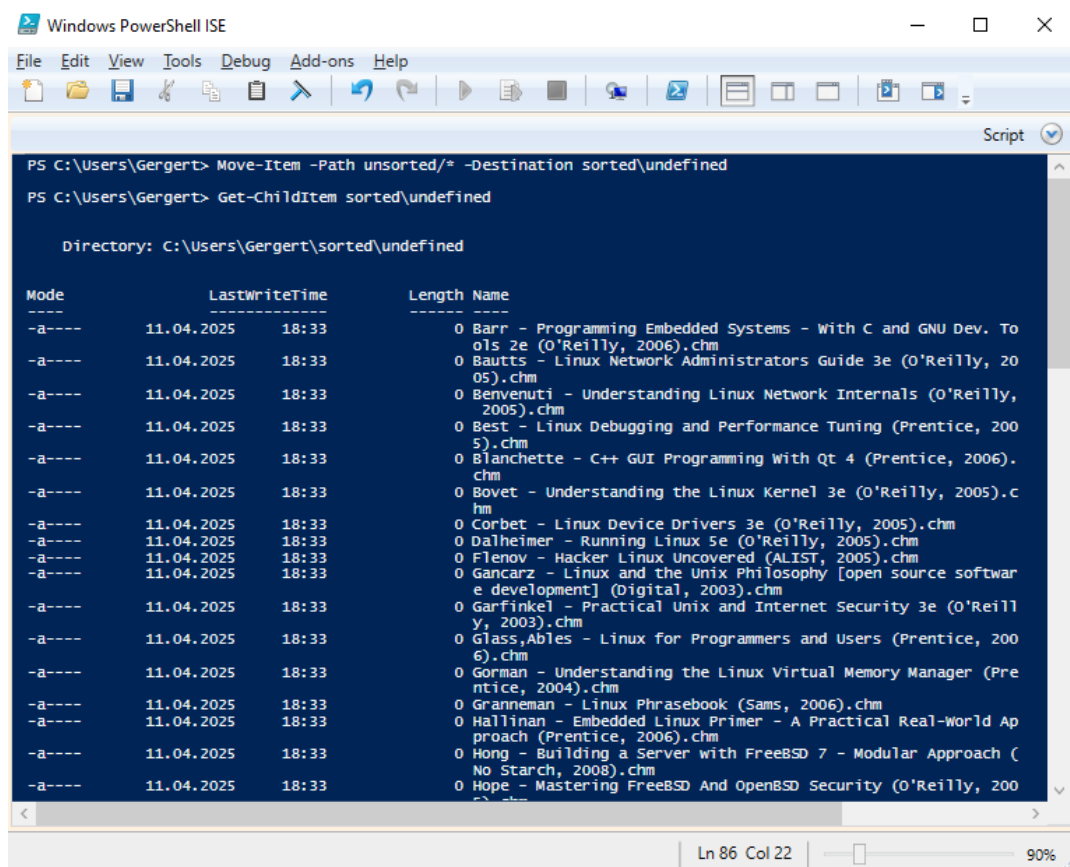 Windows PowerShell ISE
File Edit View Tools Debug Add-ons Help
Script
PS C:\Users\Gergert> Move-Item -Path unsorted/* -Destination sorted\undefined
PS C:\Users\Gergert> Get-ChildItem sorted\undefined
Directory: C:\Users\Gergert\sorted\undefined
Mode LastWriteTime Length Name
---- ------------- ------ ----
-a---- 11.04.2025 18:33 0 Barr - Programming Embedded Systems - With C and GNU Dev. To
ols 2e (O'Reilly, 2006).chm
-a---- 11.04.2025 18:33 0 Bautts - Linux Network Administrators Guide 3e (O'Reilly, 20
05).chm
-a---- 11.04.2025 18:33 0 Benvenuti - Understanding Linux Network Internals (O'Reilly,
2005).chm
-a---- 11.04.2025 18:33 0 Best - Linux Debugging and Performance Tuning (Prentice, 200
5).chm
-a---- 11.04.2025 18:33 0 Blanchette - C++ GUI Programming With Qt 4 (Prentice, 2006).
chm
-a---- 11.04.2025 18:33 0 Bovet - Understanding the Linux Kernel 3e (O'Reilly, 2005).c
hm
-a---- 11.04.2025 18:33 0 Corbet - Linux Device Drivers 3e (O'Reilly, 2005).chm
-a---- 11.04.2025 18:33 0 Dalheimer - Running Linux 5e (O'Reilly, 2005).chm
-a---- 11.04.2025 18:33 0 Flenov - Hacker Linux Uncovered (ALIST, 2005).chm
-a---- 11.04.2025 18:33 0 Gancarz - Linux and the Unix Philosophy [open source softwar
e development] (Digital, 2003).chm
-a---- 11.04.2025 18:33 0 Garfinkel - Practical Unix and Internet Security 3e (O'Reill
y, 2003).chm
-a---- 11.04.2025 18:33 0 Glass,Ables - Linux for Programmers and Users (Prentice, 200
6).chm
-a---- 11.04.2025 18:33 0 Gorman - Understanding the Linux Virtual Memory Manager (Pre
ntice, 2004).chm
-a---- 11.04.2025 18:33 0 Granneman - Linux Phrasebook (Sams, 2006).chm
-a---- 11.04.2025 18:33 0 Hallinan - Embedded Linux Primer - A Practical Real-World Ap
proach (Prentice, 2006).chm
-a---- 11.04.2025 18:33 0 Hong - Building a Server with FreeBSD 7 - Modular Approach (
No Starch, 2008).chm
-a---- 11.04.2025 18:33 0 Hope - Mastering FreeBSD And OpenBSD Security (O'Reilly, 200
Ln 86 Col 22
90%